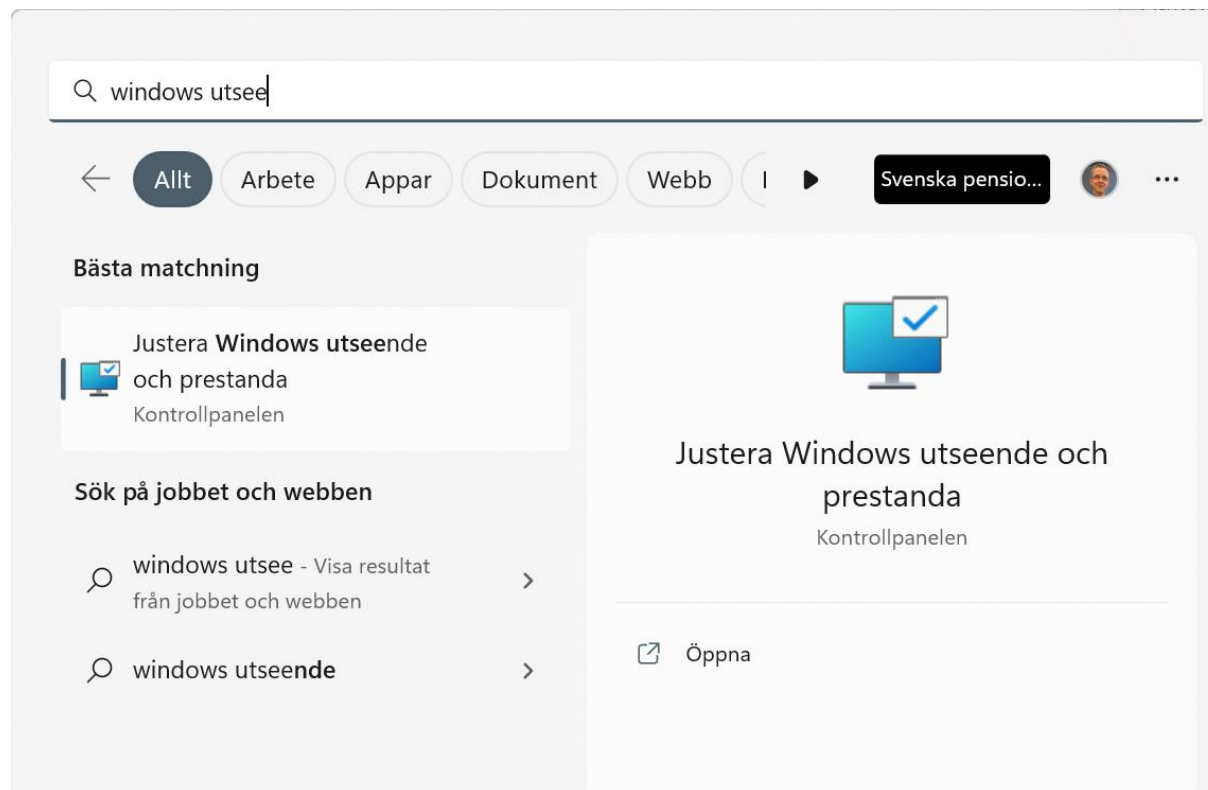 windows utsee
Allt
Arbete
Appar
Dokument
Webb
Svenska pensio...
Bästa matchning
Justera Windows utseende
och prestanda
Kontrollpanelen
Sök på jobbet och webben
windows utsee - Visa resultat
från jobbet och webben
windows utseende
Justera Windows utseende och
prestanda
Kontrollpanelen
Öppna